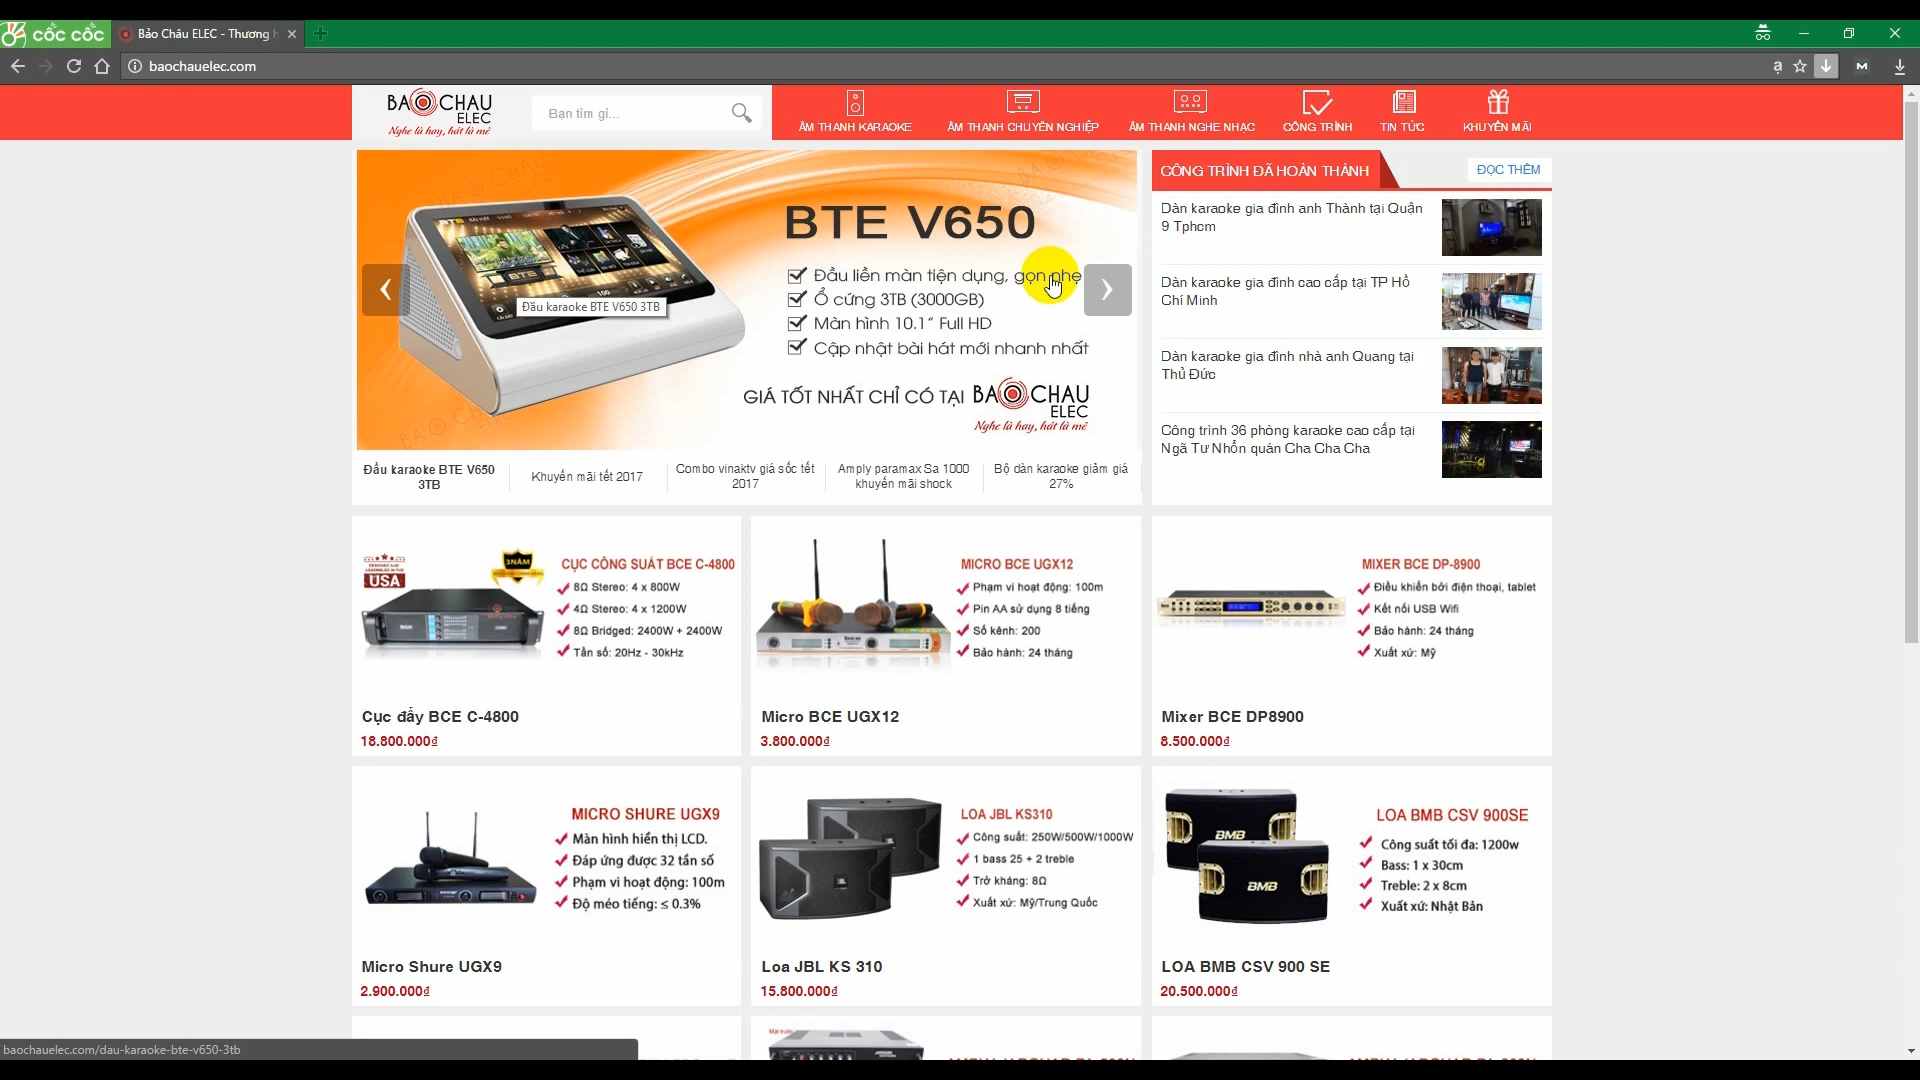 cốc cốc
Bảo Châu ELEC - Thương h
baochauelec.com
BAO CHAU
ELEC
Nghe là hay, hát là mê
Bạn tìm gì...
ÂM THANH KARAOKE
ÂM THANH CHUYÊN NGHIỆP
ÂM THANH NGHE NHẠC
CÔNG TRÌNH
TIN TỨC
KHUYẾN MÃI
BTE V650
Đầu liền màn tiện dụng, gọn nhẹ
Ổ cứng 3TB (3000GB)
Màn hình 10.1" Full HD
Cập nhật bài hát mới nhanh nhất
GIÁ TỐT NHẤT CHỈ CÓ TẠI BAO CHAU
ELEC
Nghe là hay, hát là mê
Đầu karaoke BTE V650 3TB
Đầu karaoke BTE V650
3TB
Khuyến mãi tết 2017
Combo vinaktv giá sốc tết
2017
Amply paramax Sa 1000
khuyến mãi shock
Bộ dàn karaoke giảm giá
27%
CÔNG TRÌNH ĐÃ HOÀN THÀNH
ĐỌC THÊM
Dàn karaoke gia đình anh Thành tại Quận
9 Tphcm
Dàn karaoke gia đình cao cấp tại TP Hồ
Chí Minh
Dàn karaoke gia đình nhà anh Quang tại
Thủ Đức
Công trình 36 phòng karaoke cao cấp tại
Ngã Tư Nhồn quán Cha Cha Cha
USA
3 NĂM
CỤC CÔNG SUẤT BCE C-4800
8Ω Stereo: 4 x 800W
4Ω Stereo: 4 x 1200W
8Ω Bridged: 2400W + 2400W
Tần số: 20Hz - 30kHz
Cục đẩy BCE C-4800
18.800.000₫
MICRO BCE UGX12
Phạm vi hoạt động: 100m
Pin AA sử dụng 8 tiếng
Số kênh: 200
Bảo hành: 24 tháng
Micro BCE UGX12
3.800.000₫
MIXER BCE DP-8900
Điều khiển bởi điện thoại, tablet
Kết nối USB Wifi
Bảo hành: 24 tháng
Xuất xứ: Mỹ
Mixer BCE DP8900
8.500.000₫
MICRO SHURE UGX9
Màn hình hiển thị LCD.
Đáp ứng được 32 tần số
Phạm vi hoạt động: 100m
Độ méo tiếng: ≤ 0.3%
Micro Shure UGX9
2.900.000₫
LOA JBL KS310
Công suất: 250W/500W/1000W
1 bass 25 + 2 treble
Trở kháng: 8Ω
Xuất xứ: Mỹ/Trung Quốc
Loa JBL KS 310
15.800.000₫
BMB
BMB
LOA BMB CSV 900SE
Công suất tối đa: 1200w
Bass: 1 x 30cm
Treble: 2 x 8cm
Xuất xứ: Nhật Bản
LOA BMB CSV 900 SE
20.500.000₫
Mặt trước
baochauelec.com/dau-karaoke-bte-v650-3tb